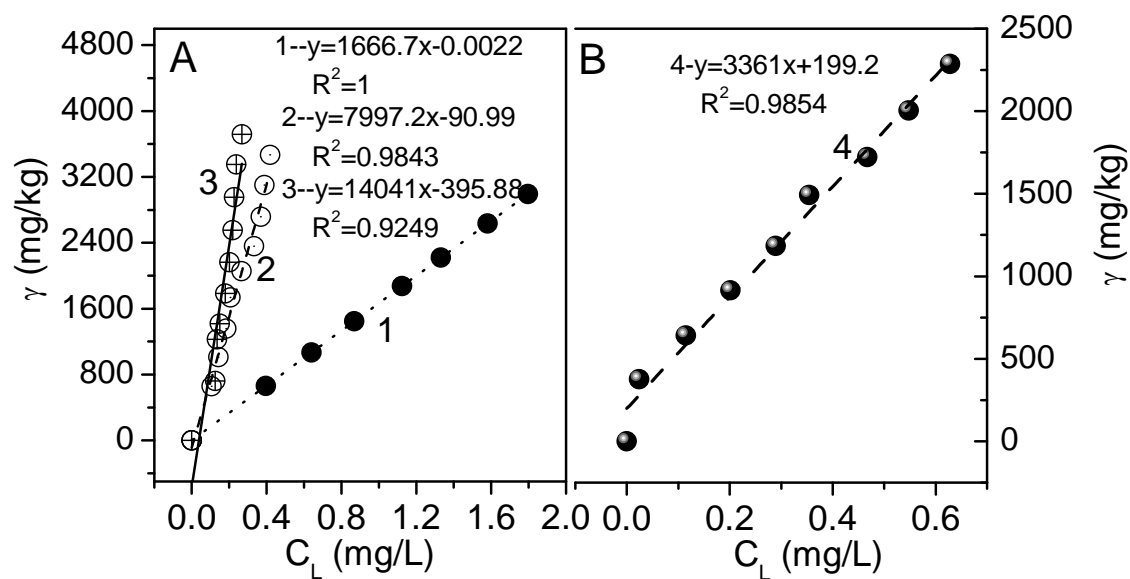 A
1--y=1666.7x-0.0022
R²=1
2--y=7997.2x-90.99
R²=0.9843
3--y=14041x-395.88
R²=0.9249
3
2
1
4800
4000
3200
2400
1600
800
0
γ (mg/kg)
0.0 0.4 0.8 1.2 1.6 2.0
C_L (mg/L)
B
4-y=3361x+199.2
R²=0.9854
4
2500
2000
1500
1000
500
0
γ (mg/kg)
0.0 0.2 0.4 0.6
C_L (mg/L)